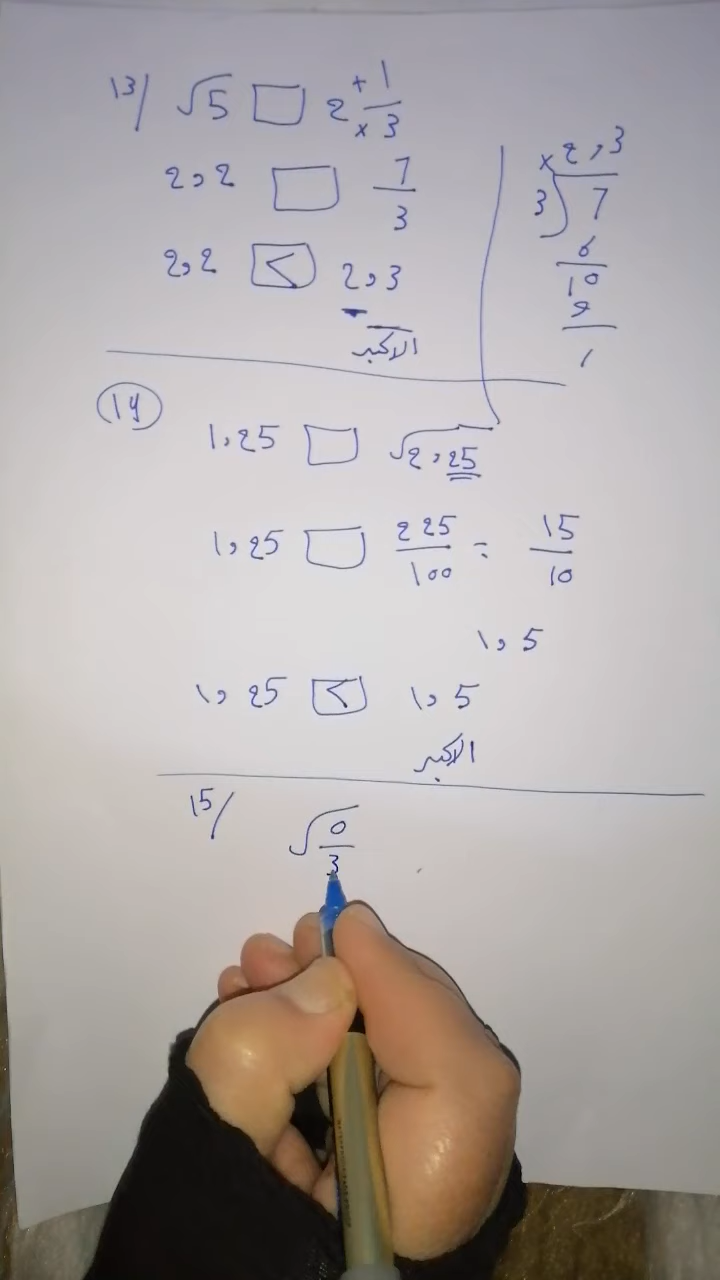 13/ √5 □ 2 + 1/3 ×
2,2 □ 7/3
2,2 < 2,3
الاكبر
× 2,3
3 ) 7
6
10
9
1
14
1,25 □ √2,25
1,25 □ 225/100 = 15/10
1,5
1,25 < 1,5
الاكبر
15/ √0/3